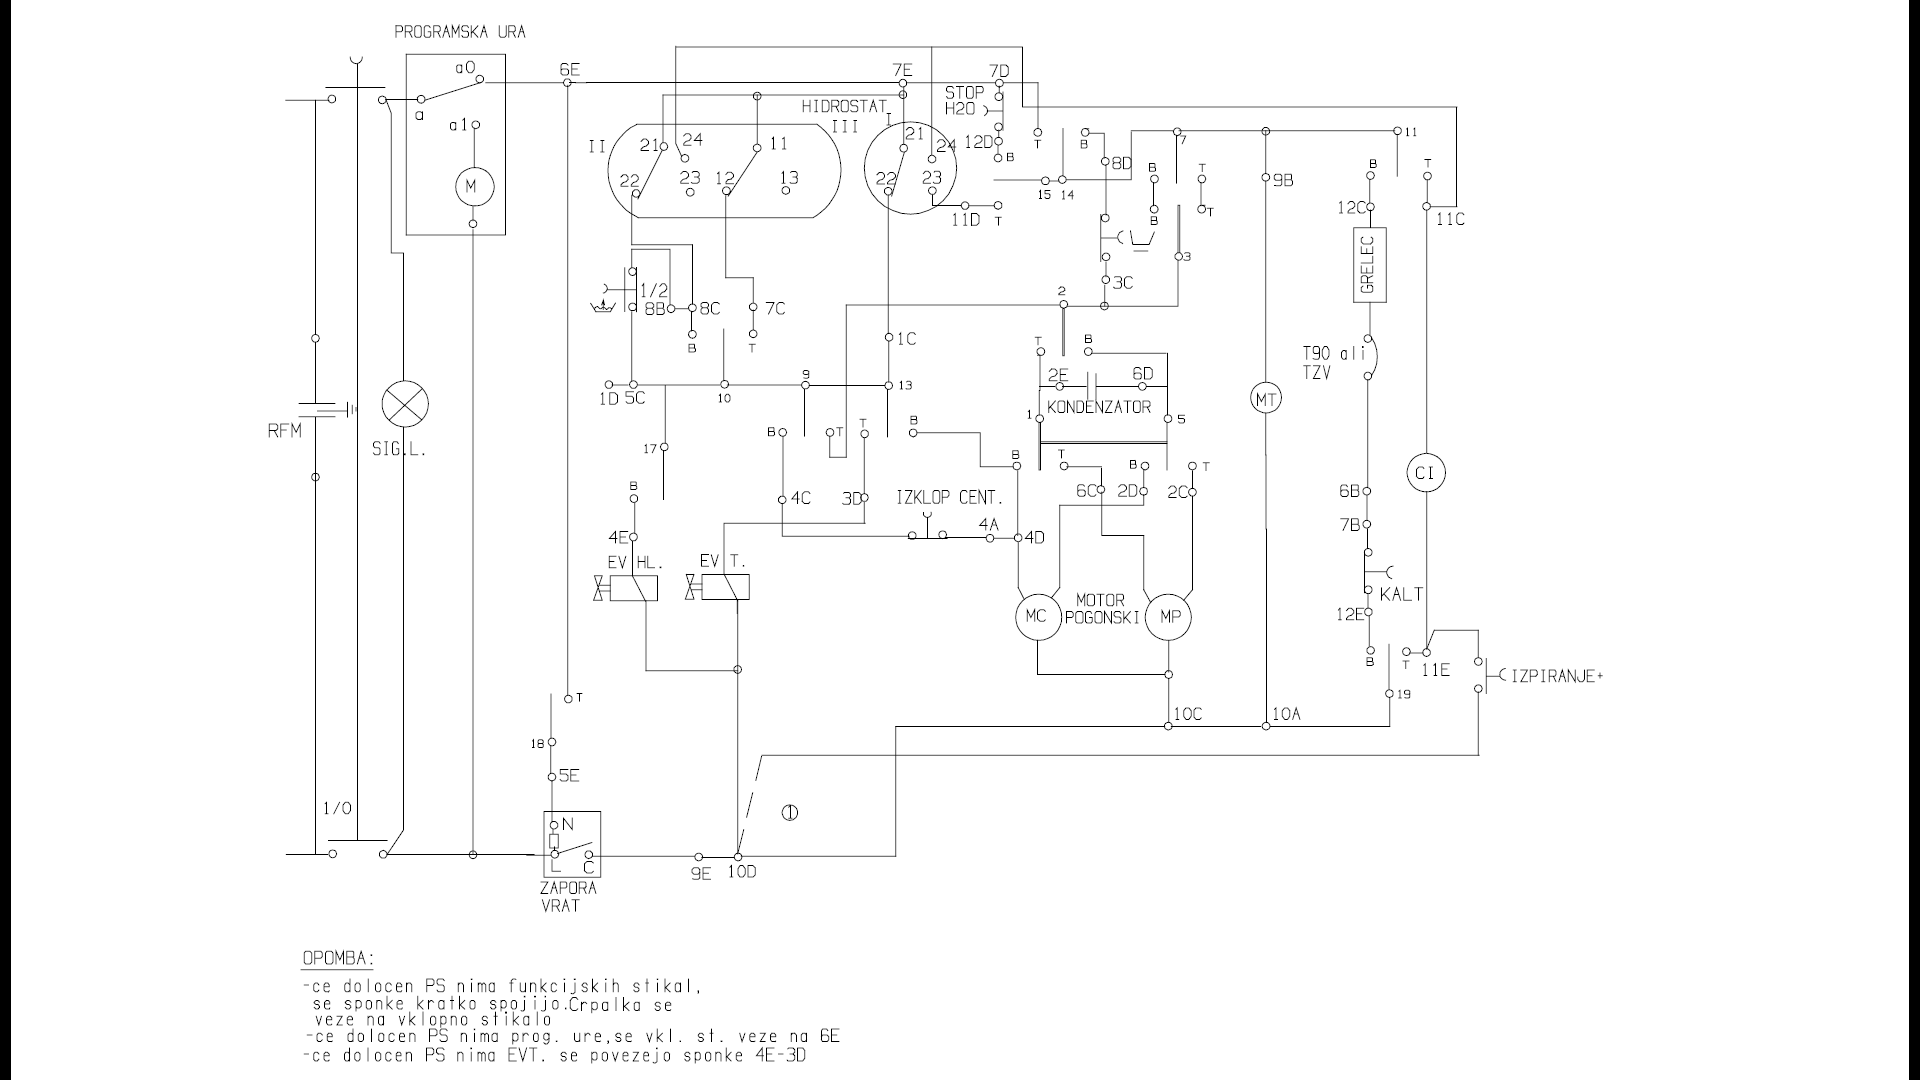 PROGRAMSKA URA
a0
6E
7E
7D
a
STOP
H2O
HIDROSTAT
a1
III
I
II
21
24
11
21
24
12D
T
B
7
11
B
8D
B
T
B
T
M
22
23
12
13
22
23
15
14
9B
11D
T
B
T
12C
11C
GRELEC
3
3C
1/2
8B
8C
7C
2
B
T
1C
T
B
T90 ali
TZV
2E
6D
9
13
1D
5C
10
KONDENZATOR
MT
1
5
RFM
SIG.L.
17
B
T
T
B
B
T
B
T
CI
B
4C
3D
IZKLOP CENT.
6C
2D
2C
6B
4E
4A
4D
7B
EV HL.
EV T.
KALT
MC
MOTOR
POGONSKI
MP
12E
B
T
11E
IZPIRANJE+
T
19
10C
10A
18
5E
1/0
1
N
L
C
9E
10D
ZAPORA
VRAT
OPOMBA:
-ce dolocen PS nima funkcijskih stikal,
se sponke kratko spojijo.Crpalka se
veze na vklopno stikalo
-ce dolocen PS nima prog. ure,se vkl. st. veze na 6E
-ce dolocen PS nima EVT. se povezejo sponke 4E-3D